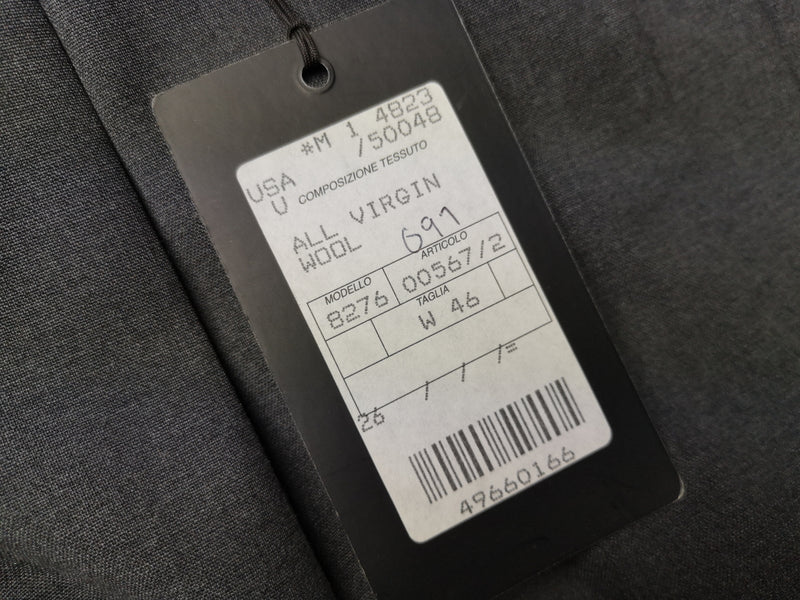 *M 1 4823
/50048
USA COMPOSIZIONE TESSUTO
U
ALL VIRGIN
WOOL 691
MODELLO ARTICOLO
8276 00567/2
TAGLIA
W 46
26 / / /=
49660166